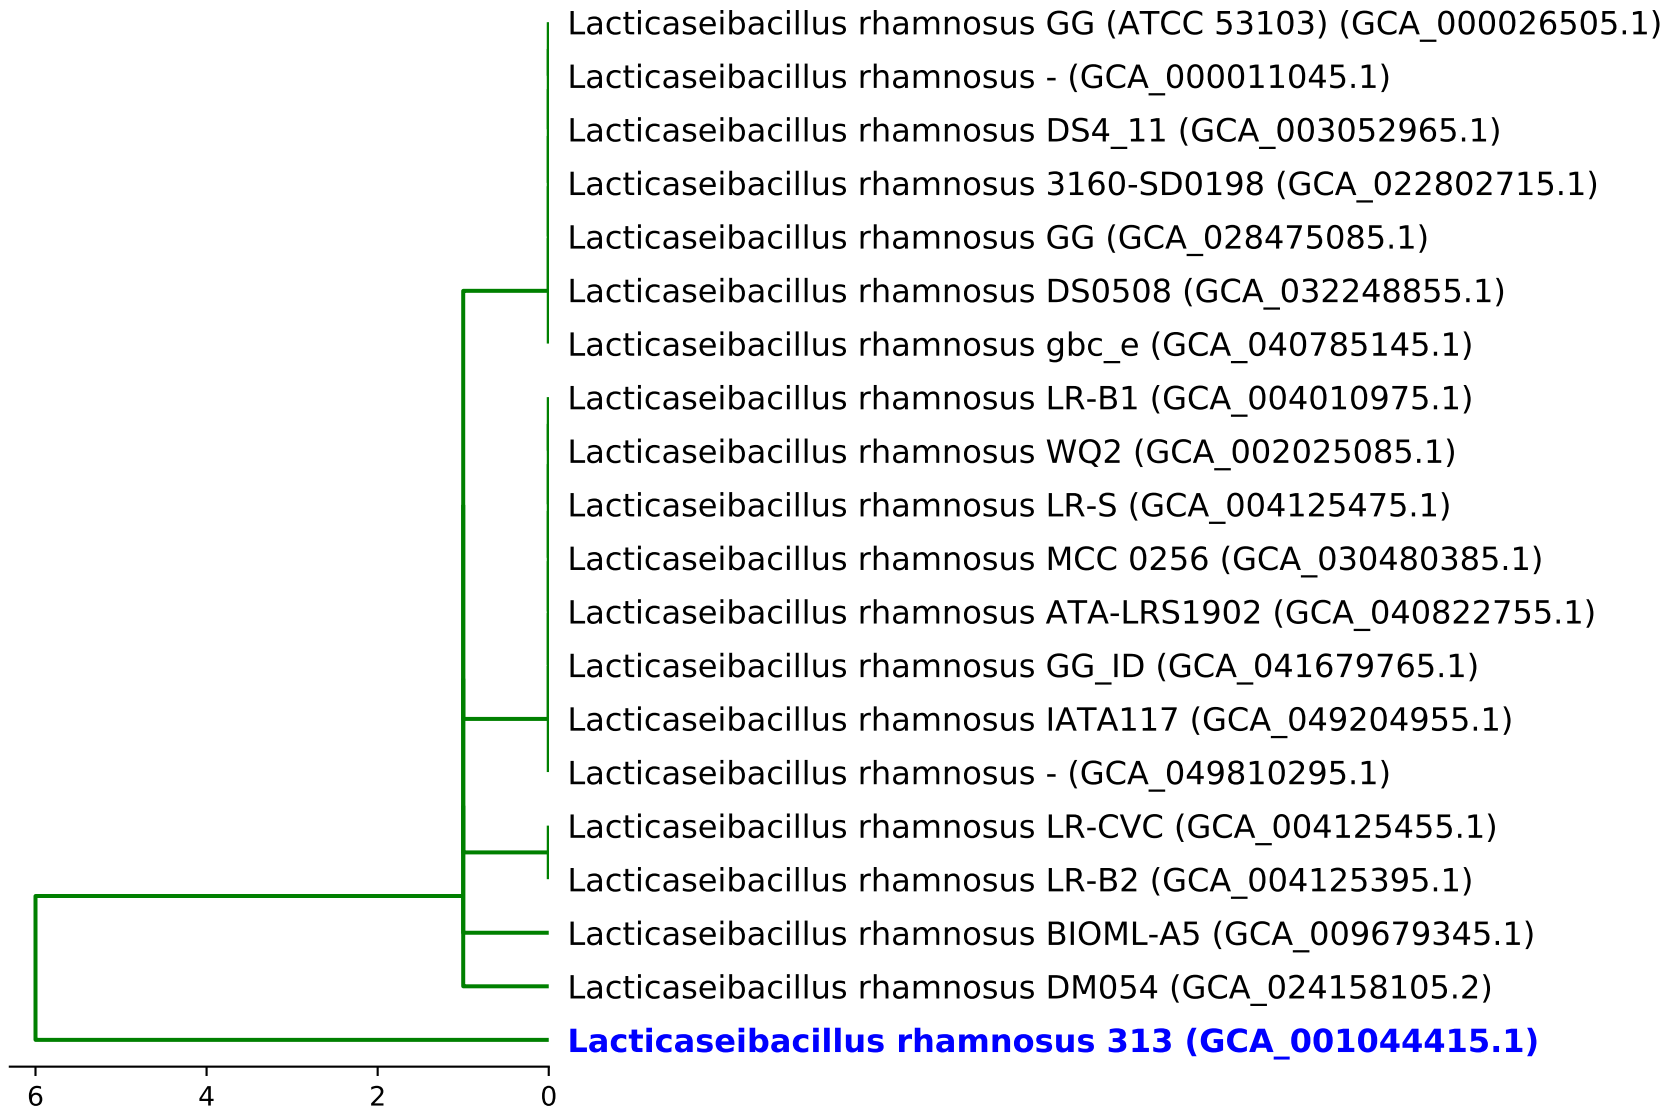 Lacticaseibacillus rhamnosus GG (ATCC 53103) (GCA_000026505.1)
Lacticaseibacillus rhamnosus - (GCA_000011045.1)
Lacticaseibacillus rhamnosus DS4_11 (GCA_003052965.1)
Lacticaseibacillus rhamnosus 3160-SD0198 (GCA_022802715.1)
Lacticaseibacillus rhamnosus GG (GCA_028475085.1)
Lacticaseibacillus rhamnosus DS0508 (GCA_032248855.1)
Lacticaseibacillus rhamnosus gbc_e (GCA_040785145.1)
Lacticaseibacillus rhamnosus LR-B1 (GCA_004010975.1)
Lacticaseibacillus rhamnosus WQ2 (GCA_002025085.1)
Lacticaseibacillus rhamnosus LR-S (GCA_004125475.1)
Lacticaseibacillus rhamnosus MCC 0256 (GCA_030480385.1)
Lacticaseibacillus rhamnosus ATA-LRS1902 (GCA_040822755.1)
Lacticaseibacillus rhamnosus GG_ID (GCA_041679765.1)
Lacticaseibacillus rhamnosus IATA117 (GCA_049204955.1)
Lacticaseibacillus rhamnosus - (GCA_049810295.1)
Lacticaseibacillus rhamnosus LR-CVC (GCA_004125455.1)
Lacticaseibacillus rhamnosus LR-B2 (GCA_004125395.1)
Lacticaseibacillus rhamnosus BIOML-A5 (GCA_009679345.1)
Lacticaseibacillus rhamnosus DM054 (GCA_024158105.2)
Lacticaseibacillus rhamnosus 313 (GCA_001044415.1)
6 4 2 0